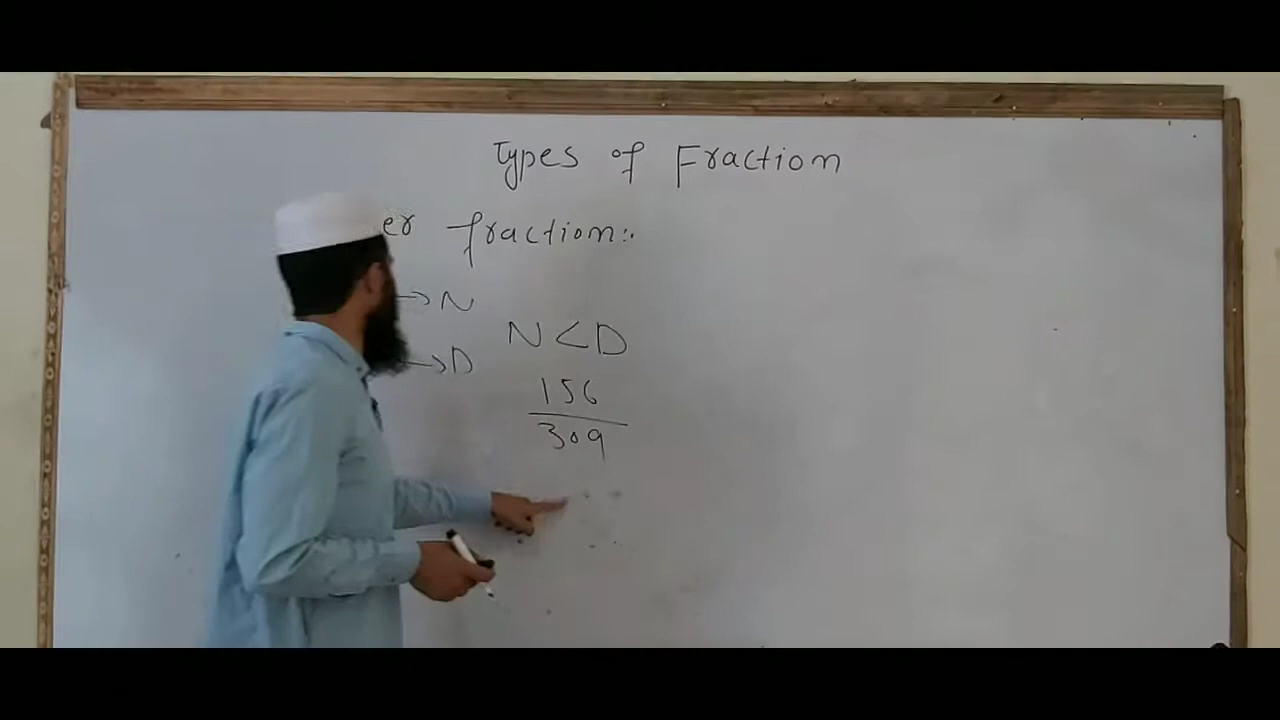 Types of Fraction
er fraction:.
→N
→D
N<D
156
309